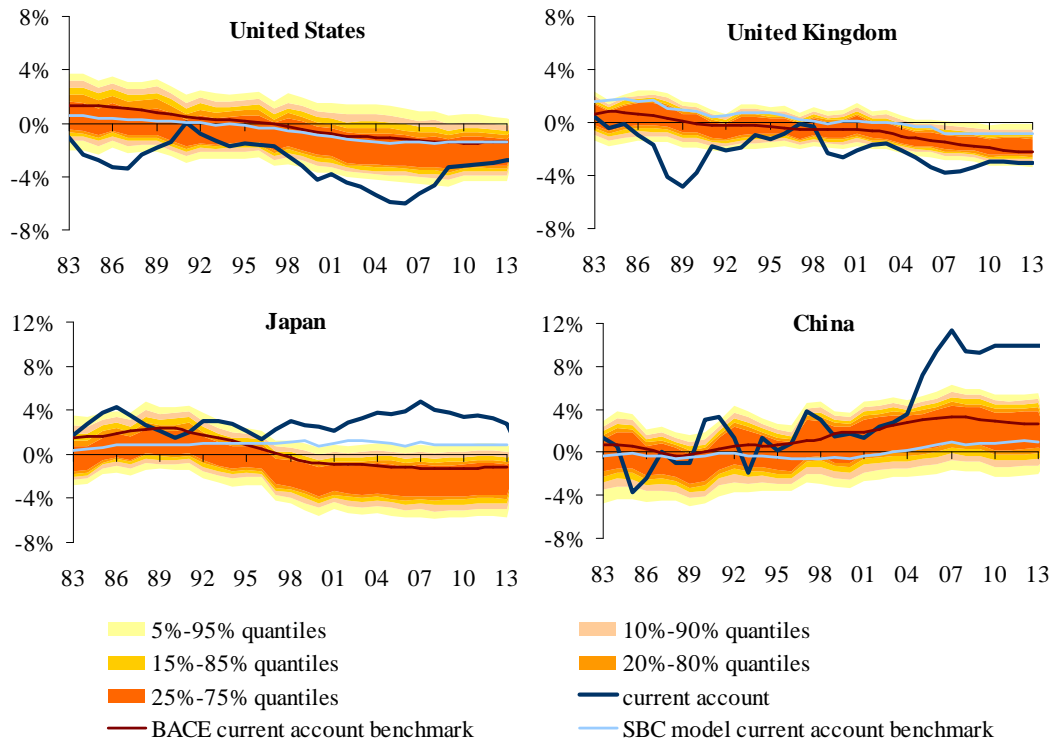 United States
8%
4%
0%
-4%
-8%
83 86 89 92 95 98 01 04 07 10 13
United Kingdom
8%
4%
0%
-4%
-8%
83 86 89 92 95 98 01 04 07 10 13
Japan
12%
8%
4%
0%
-4%
-8%
83 86 89 92 95 98 01 04 07 10 13
China
12%
8%
4%
0%
-4%
-8%
83 86 89 92 95 98 01 04 07 10 13
5%-95% quantiles
10%-90% quantiles
15%-85% quantiles
20%-80% quantiles
25%-75% quantiles
current account
BACE current account benchmark
SBC model current account benchmark